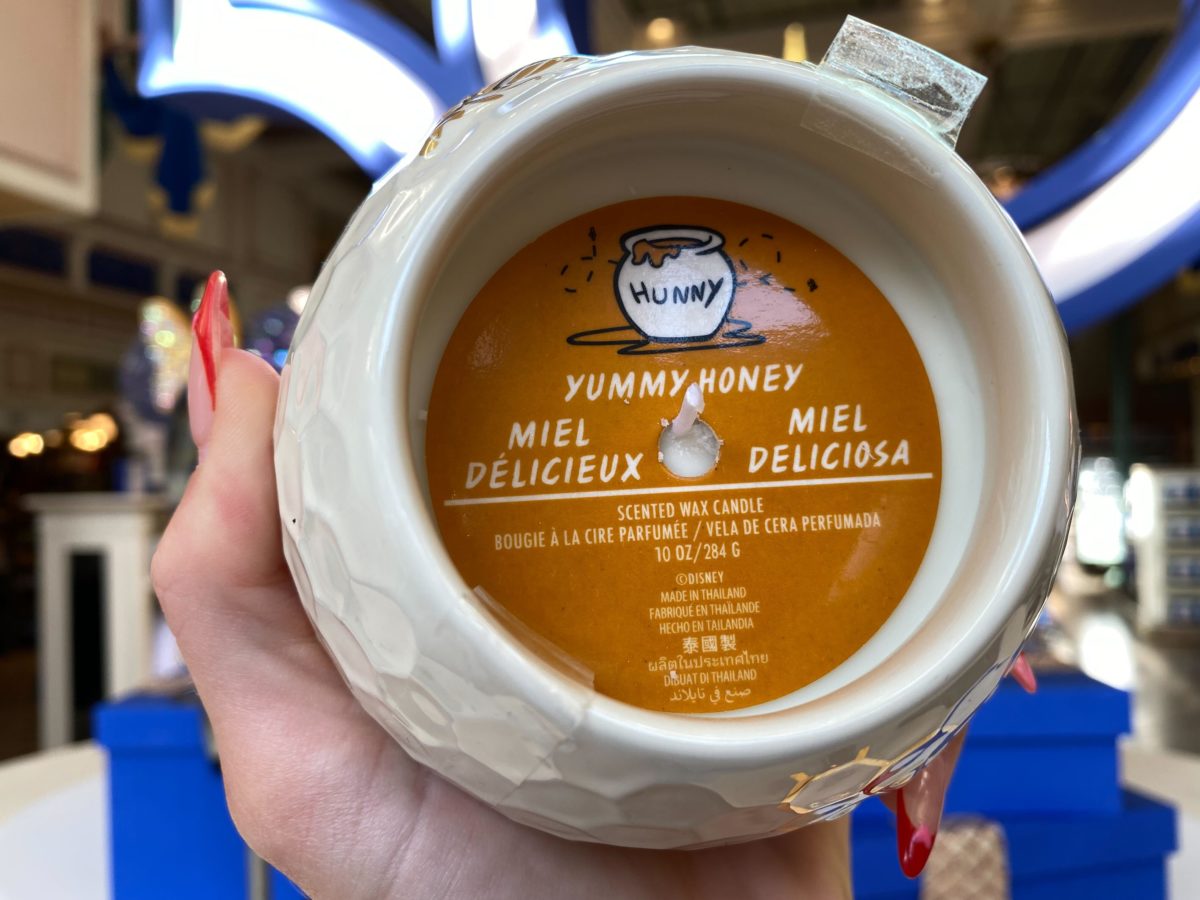 HUNNY
YUMMY HONEY
MIEL
DÉLICIEUX
MIEL
DELICIOSA
SCENTED WAX CANDLE
BOUGIE À LA CIRE PARFUMÉE / VELA DE CERA PERFUMADA
10 OZ/284 G
©DISNEY
MADE IN THAILAND
FABRIQUÉ EN THAÏLANDE
HECHO EN TAILANDIA
泰國製
ผลิตในประเทศไทย
DIBUAT DI THAILAND
صنع في تايلاند